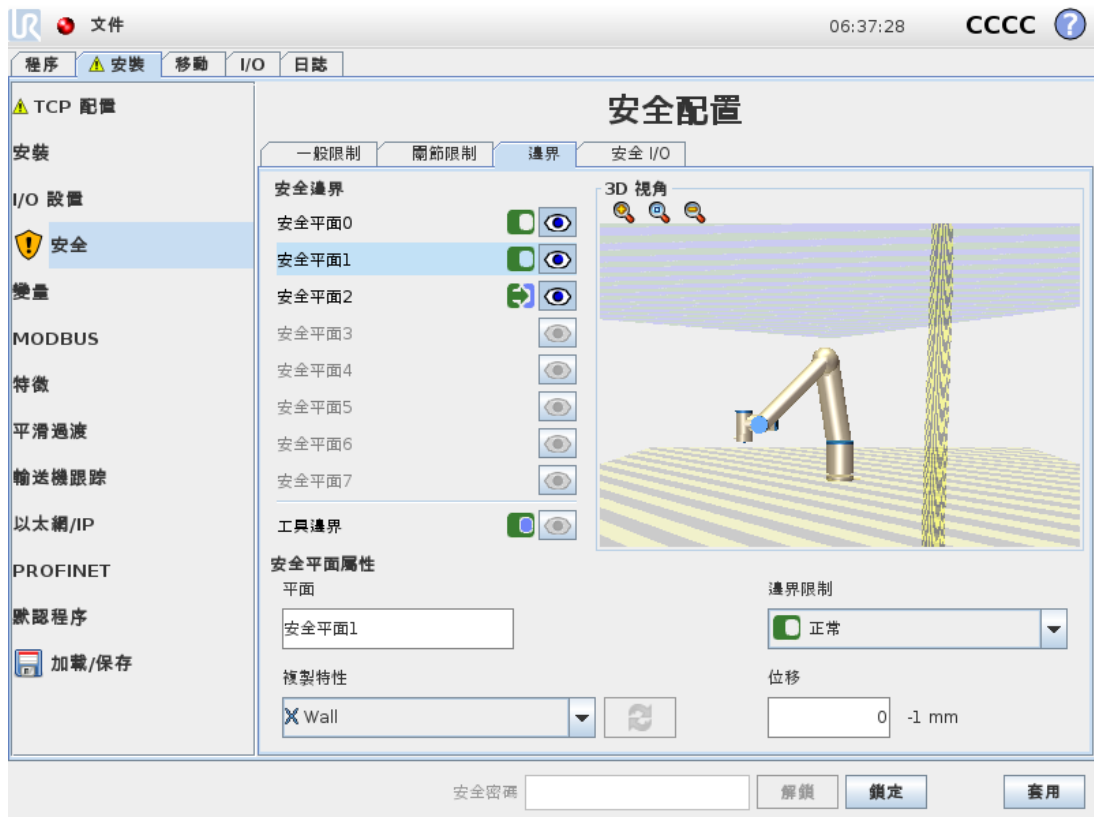 UR 文件 06:37:28 CCCC ?
程序 安裝 移動 I/O 日誌
TCP 配置
安裝
I/O 設置
安全
變量
MODBUS
特徵
平滑過渡
輸送機跟踪
以太網/IP
PROFINET
默認程序
加載/保存
安全配置
一般限制 關節限制 邊界 安全 I/O
安全邊界
安全平面0
安全平面1
安全平面2
安全平面3
安全平面4
安全平面5
安全平面6
安全平面7
工具邊界
3D 視角
安全平面屬性
平面
安全平面1
複製特性
Wall
邊界限制
正常
位移
0 -1 mm
安全密碼 解鎖 鎖定 套用